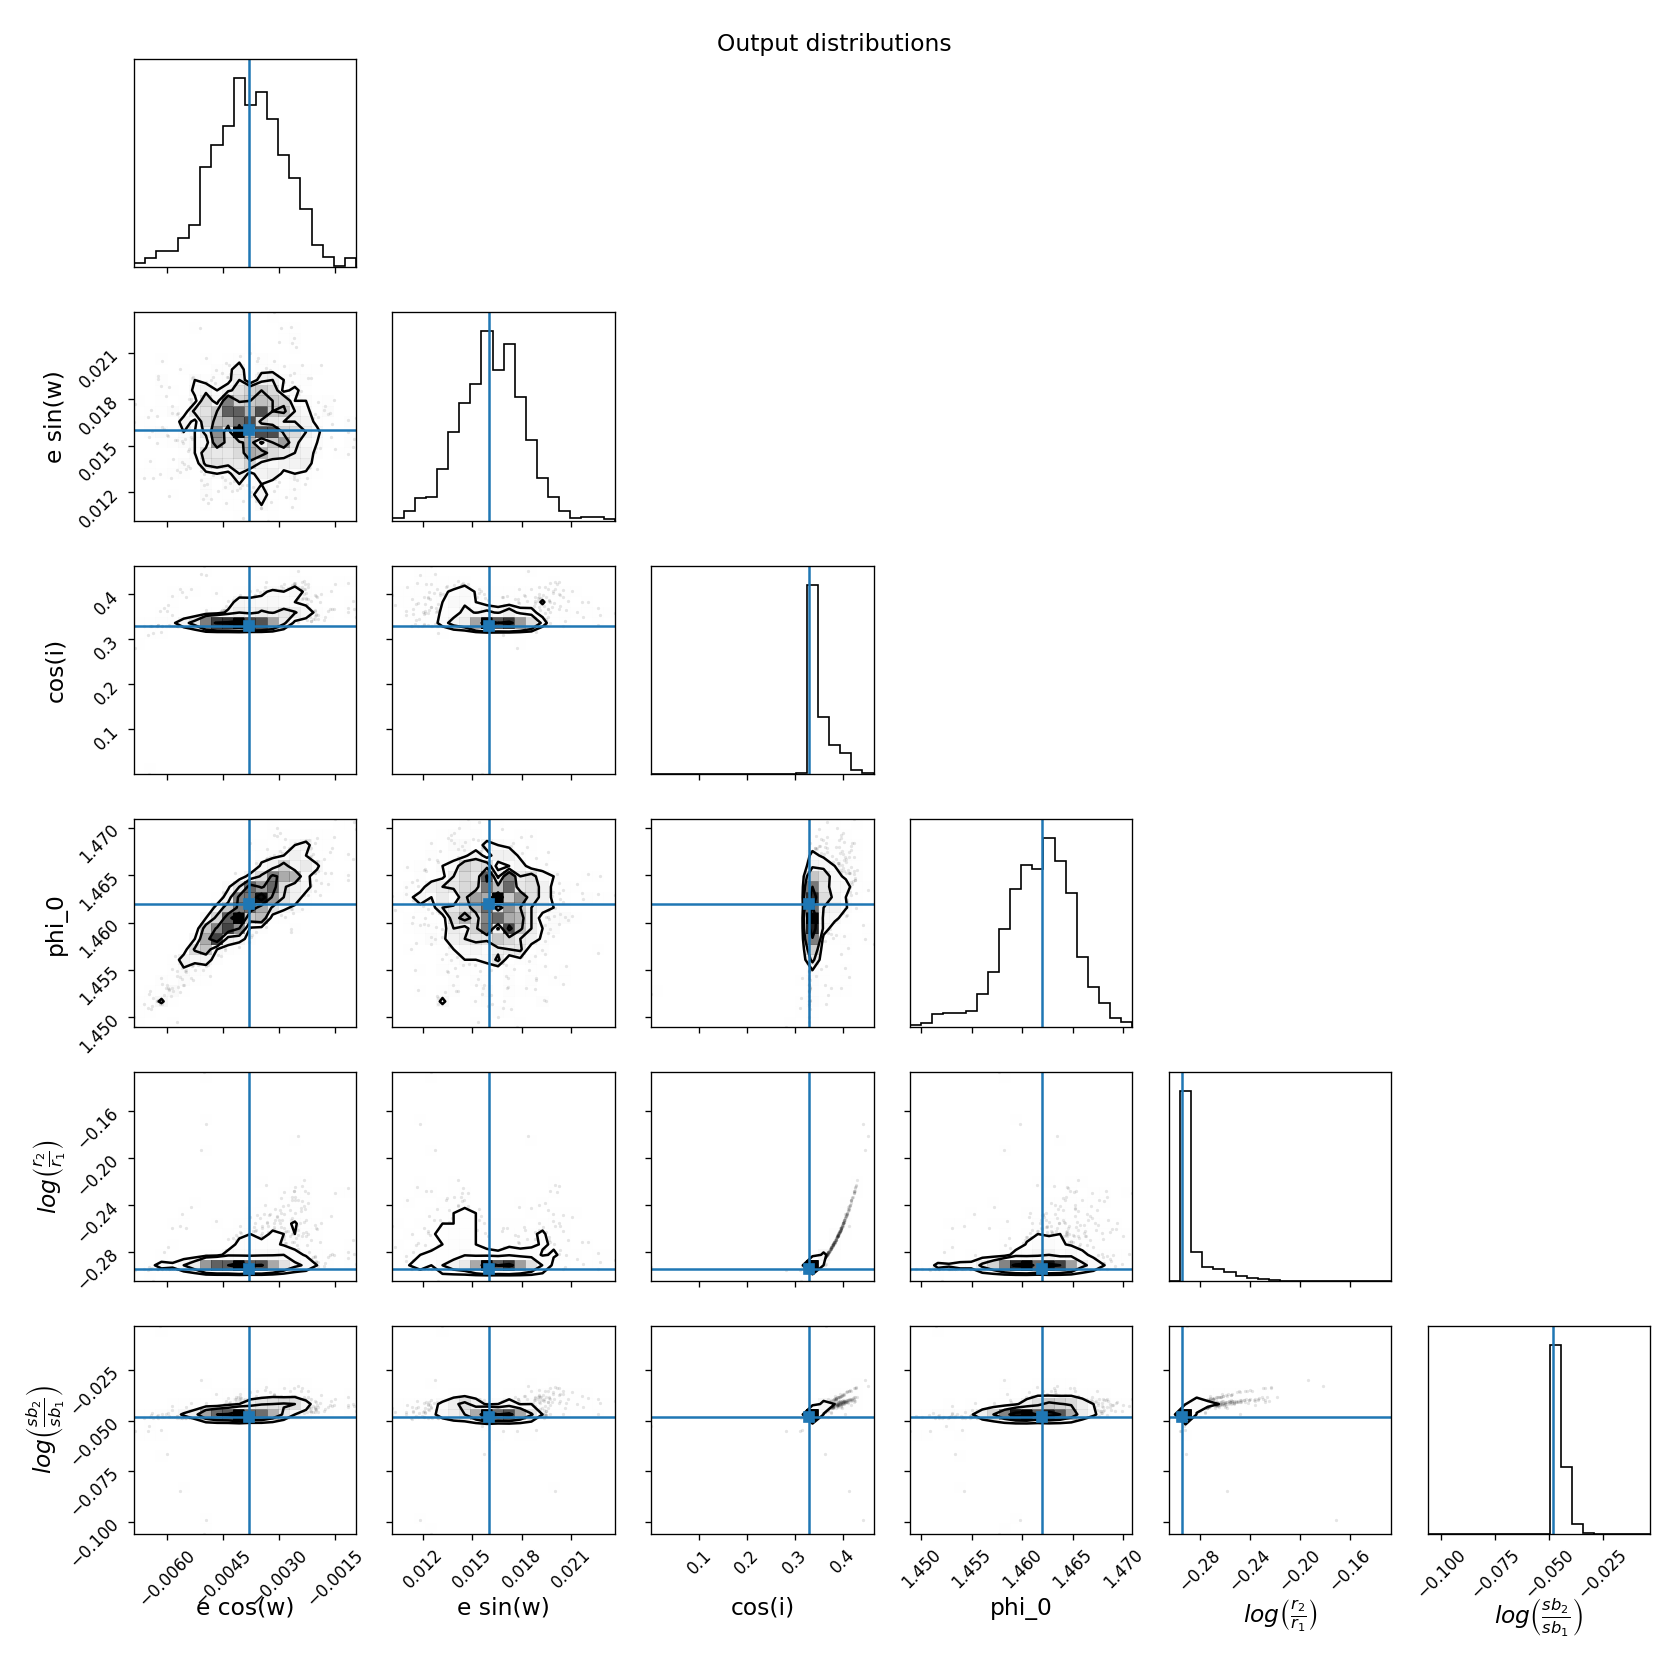 Output distributions
e sin(w)
0.021
0.018
0.015
0.012
cos(i)
0.4
0.3
0.2
0.1
phi_0
1.470
1.465
1.460
1.455
1.450
log(r₂/r₁)
−0.16
−0.20
−0.24
−0.28
log(sb₂/sb₁)
−0.025
−0.050
−0.075
−0.100
−0.0060 −0.0045 −0.0030 −0.0015 0.012 0.015 0.018 0.021 0.1 0.2 0.3 0.4 1.450 1.455 1.460 1.465 1.470 −0.28 −0.24 −0.20 −0.16 −0.100 −0.075 −0.050 −0.025
e cos(w) e sin(w) cos(i) phi_0 log(r₂/r₁) log(sb₂/sb₁)